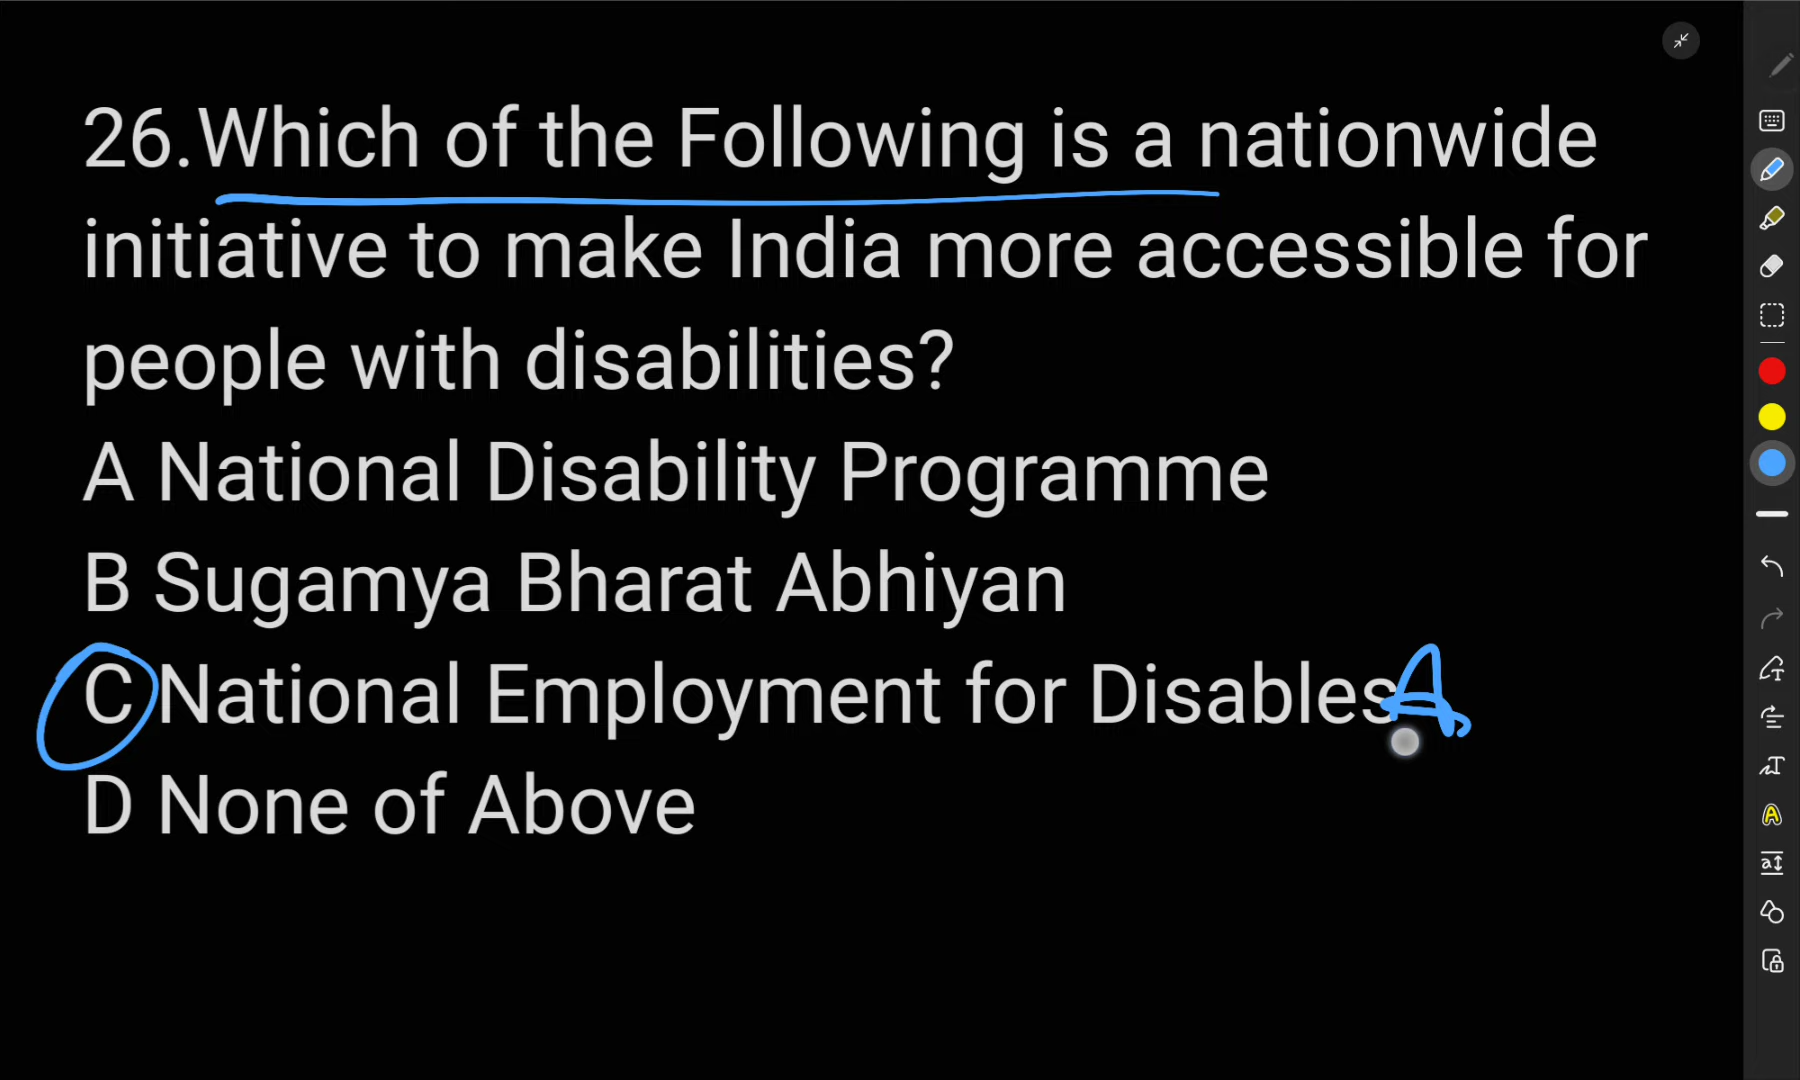 26.Which of the Following is a nationwide
initiative to make India more accessible for
people with disabilities?
A National Disability Programme
B Sugamya Bharat Abhiyan
C National Employment for Disables A
D None of Above